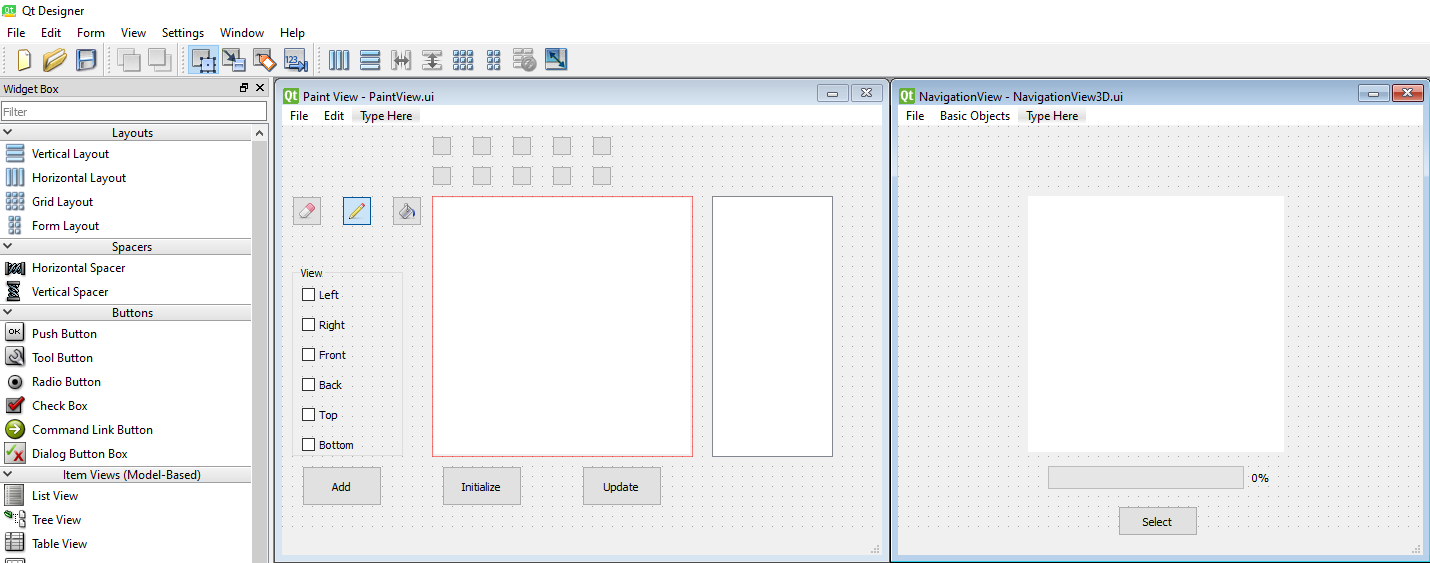 Qt Designer
File Edit Form View Settings Window Help
123
Widget Box
Filter
Layouts
Vertical Layout
Horizontal Layout
Grid Layout
Form Layout
Spacers
Horizontal Spacer
Vertical Spacer
Buttons
OK Push Button
Tool Button
Radio Button
Check Box
Command Link Button
Dialog Button Box
Item Views (Model-Based)
List View
Tree View
Table View
Qt Paint View - PaintView.ui
File Edit Type Here
View
Left
Right
Front
Back
Top
Bottom
Add Initialize Update
Qt NavigationView - NavigationView3D.ui
File Basic Objects Type Here
0%
Select